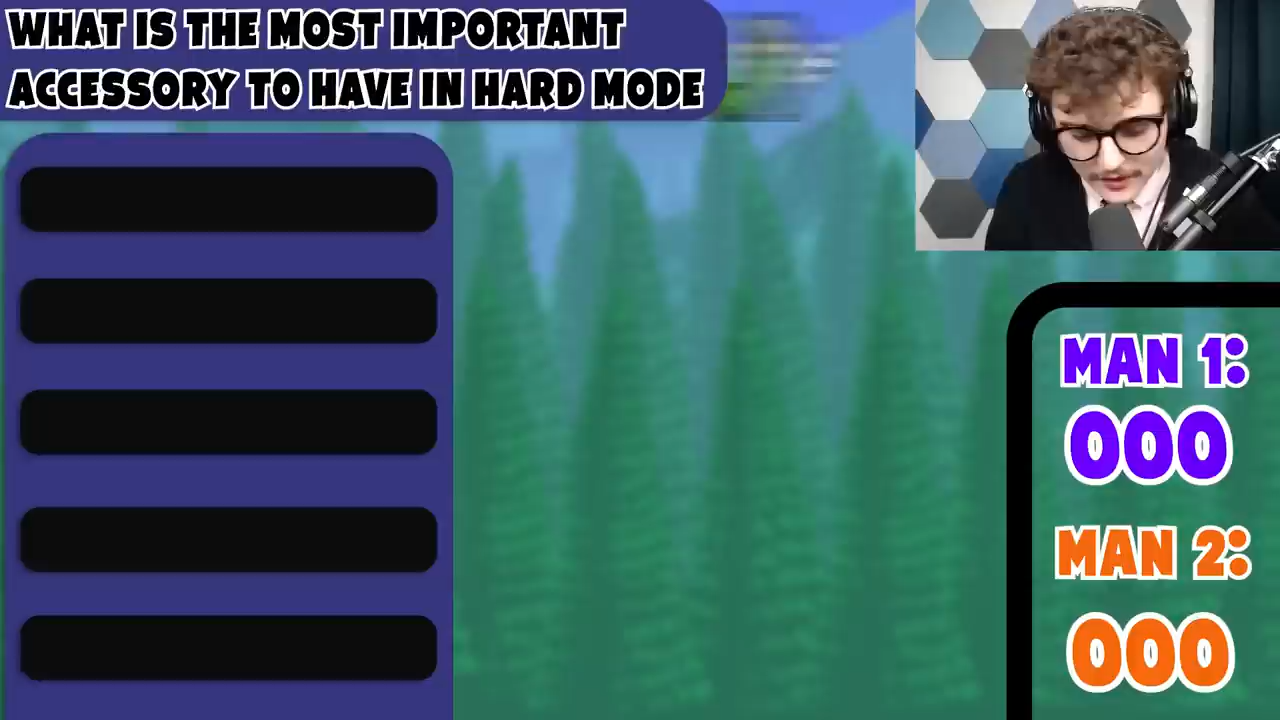 WHAT IS THE MOST IMPORTANT
ACCESSORY TO HAVE IN HARD MODE
MAN 1:
000
MAN 2:
000